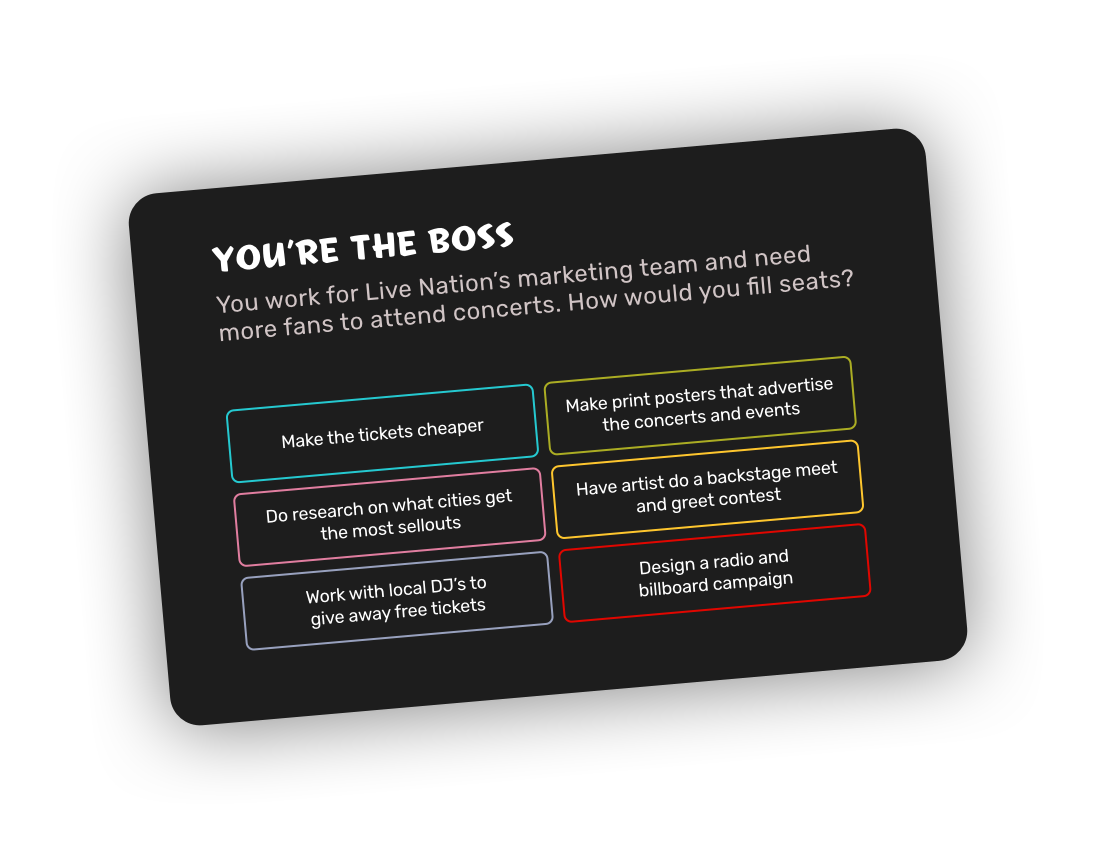 YOU'RE THE BOSS
You work for Live Nation's marketing team and need
more fans to attend concerts. How would you fill seats?
Make the tickets cheaper
Make print posters that advertise
the concerts and events
Do research on what cities get
the most sellouts
Have artist do a backstage meet
and greet contest
Work with local DJ's to
give away free tickets
Design a radio and
billboard campaign